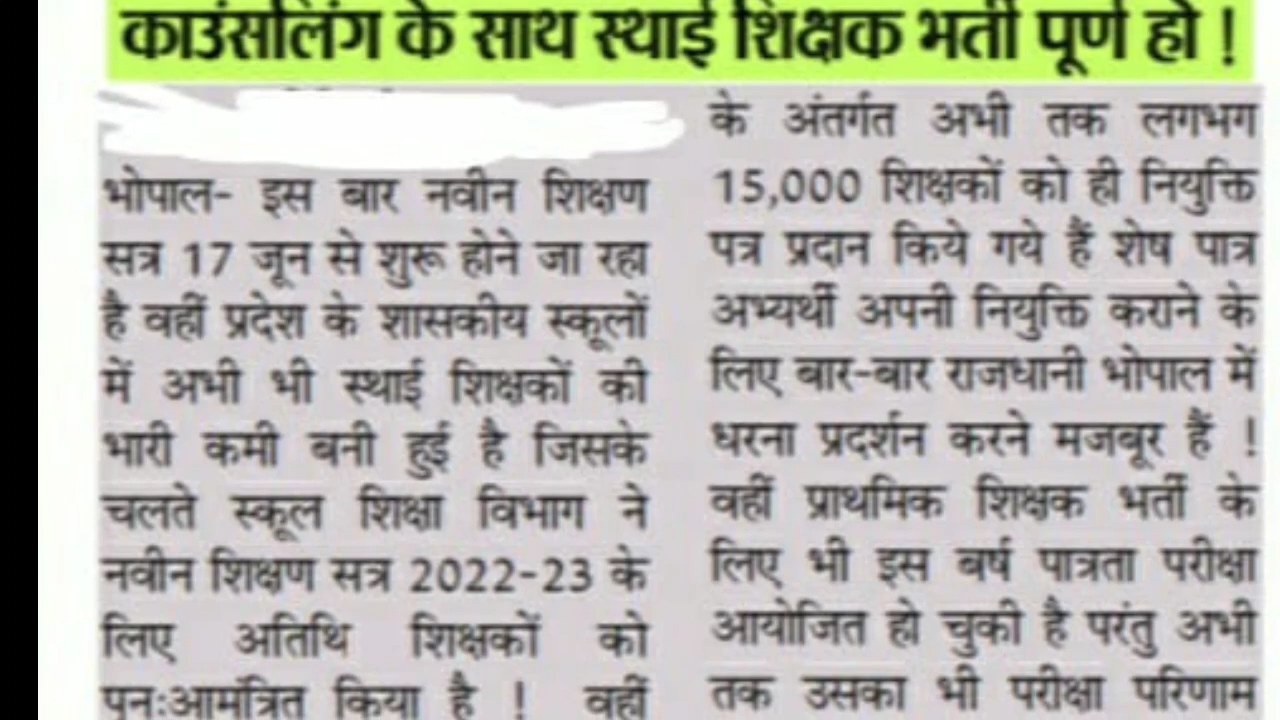 काउंसलिंग के साथ स्थाई शिक्षक भर्ती पूर्ण हो !
भोपाल- इस बार नवीन शिक्षण
सत्र 17 जून से शुरू होने जा रहा
है वहीं प्रदेश के शासकीय स्कूलों
में अभी भी स्थाई शिक्षकों की
भारी कमी बनी हुई है जिसके
चलते स्कूल शिक्षा विभाग ने
नवीन शिक्षण सत्र 2022-23 के
लिए अतिथि शिक्षकों को
पुनःआमंत्रित किया है ! वहीं
के अंतर्गत अभी तक लगभग
15,000 शिक्षकों को ही नियुक्ति
पत्र प्रदान किये गये हैं शेष पात्र
अभ्यर्थी अपनी नियुक्ति कराने के
लिए बार-बार राजधानी भोपाल में
धरना प्रदर्शन करने मजबूर हैं !
वहीं प्राथमिक शिक्षक भर्ती के
लिए भी इस बर्ष पात्रता परीक्षा
आयोजित हो चुकी है परंतु अभी
तक उसका भी परीक्षा परिणाम